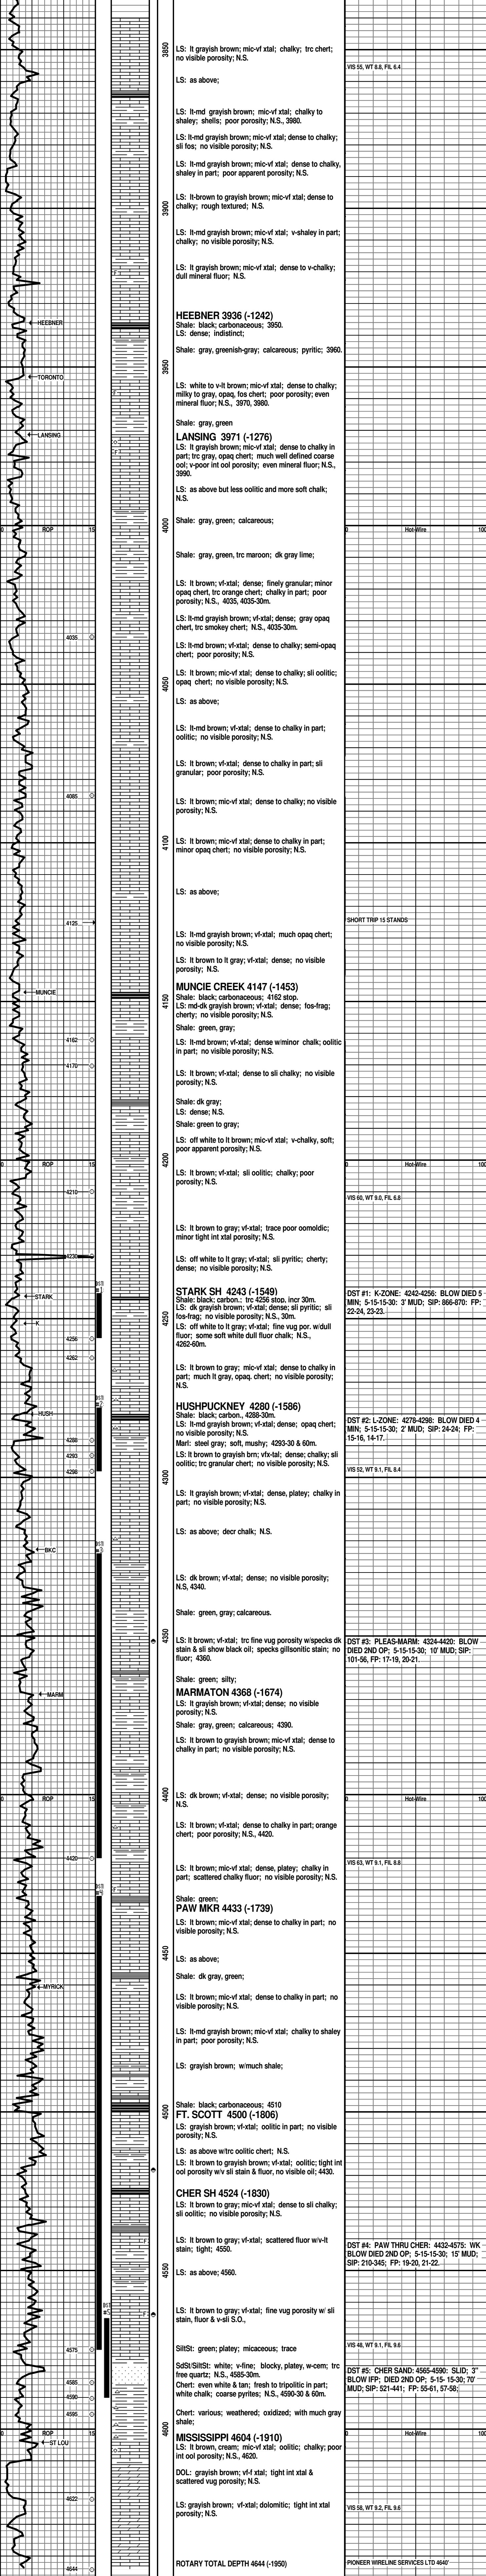 3850
LS: lt grayish brown; mic-vf xtal; chalky; trc chert;
no visible porosity; N.S.
VIS 55, WT 8.8, FIL 6.4
LS: as above;
LS: lt-md grayish brown; mic-vf xtal; chalky to
shaley; shells; poor porosity; N.S., 3980.
LS: lt-md grayish brown; mic-vf xtal; dense to chalky;
sli fos; no visible porosity; N.S.
LS: lt-md grayish brown; mic-vf xtal; dense to chalky,
shaley in part; poor apparent porosity; N.S.
3900
LS: lt-brown to grayish brown; mic-vf xtal; dense to
chalky; rough textured; N.S.
LS: lt-md grayish brown; mic-vf xtal; v-shaley in part;
chalky; no visible porosity; N.S.
LS: lt grayish brown; mic-vf xtal; dense to v-chalky;
dull mineral fluor; N.S.
HEEBNER
HEEBNER 3936 (-1242)
Shale: black; carbonaceous; 3950.
LS: dense; indistinct;
Shale: gray, greenish-gray; calcareous; pyritic; 3960.
3950
TORONTO
LS: white to v-lt brown; mic-vf xtal; dense to chalky;
milky to gray, opaq, fos chert; poor porosity; even
mineral fluor; N.S., 3970, 3980.
Shale: gray, green
LANSING
LANSING 3971 (-1276)
LS: lt grayish brown; mic-vf xtal; dense to chalky in
part; trc gray, opaq chert; much well defined coarse
ool; v-poor int ool porosity; even mineral fluor; N.S.,
3990.
LS: as above but less oolitic and more soft chalk;
N.S.
4000
Shale: gray, green; calcareous;
0 ROP 15
0 Hot-Wire 100
Shale: gray, green, trc maroon; dk gray lime;
LS: lt brown; vf-xtal; dense; finely granular; minor
opaq chert, trc orange chert; chalky in part; poor
porosity; N.S., 4035, 4035-30m.
LS: lt-md grayish brown; vf-xtal; dense; gray opaq
chert, trc smokey chert; N.S., 4035-30m.
4035
LS: lt-md brown; vf-xtal; dense to chalky; semi-opaq
chert; poor porosity; N.S.
4050
LS: lt brown; mic-vf xtal; dense to chalky; sli oolitic;
opaq chert; no visible porosity; N.S.
LS: as above;
LS: lt-md brown; vf-xtal; dense to chalky in part;
oolitic; no visible porosity; N.S.
LS: lt brown; vf-xtal; dense to chalky in part; sli
granular; poor porosity; N.S.
4085
LS: lt brown; mic-vf xtal; dense to chalky; no visible
porosity; N.S.
4100
LS: lt brown; mic-vf xtal; dense to chalky in part;
minor opaq chert; no visible porosity; N.S.
LS: as above;
4125
SHORT TRIP 15 STANDS
LS: lt-md grayish brown; vf-xtal; much opaq chert;
no visible porosity; N.S.
LS: lt brown to lt gray; vf-xtal; dense; no visible
porosity; N.S.
MUNCIE
MUNCIE CREEK 4147 (-1453)
4150
Shale: black; carbonaceous; 4162 stop.
LS: md-dk grayish brown; vf-xtal; dense; fos-frag;
cherty; no visible porosity; N.S.
Shale: green, gray;
4162
LS: lt-md brown; vf-xtal; dense w/minor chalk; oolitic
in part; no visible porosity; N.S.
4170
LS: lt brown; vf-xtal; dense to sli chalky; no visible
porosity; N.S.
Shale: dk gray;
LS: dense; N.S.
Shale: green to gray;
LS: off white to lt brown; mic-vf xtal; v-chalky, soft;
poor apparent porosity; N.S.
4200
0 ROP 15
0 Hot-Wire 100
LS: lt brown; vf-xtal; sli oolitic; chalky; poor
porosity; N.S.
4210
VIS 60, WT 9.0, FIL 6.8
LS: lt brown to gray; vf-xtal; trace poor oomoldic;
minor tight int xtal porosity; N.S.
4230
LS: off white to lt gray; vf-xtal; sli pyritic; cherty;
dense; no visible porosity; N.S.
DST #1
STARK
STARK SH 4243 (-1549)
Shale: black; carbon.; trc 4256 stop, incr 30m.
LS: dk grayish brown; vf-xtal; dense; sli pyritic; sli
fos-frag; no visible porosity; N.S., 30m.
DST #1: K-ZONE: 4242-4256: BLOW DIED 5
MIN; 5-15-15-30: 3' MUD; SIP: 866-870: FP:
22-24, 23-23.
4250
K
LS: off white to lt gray; vf-xtal; fine vug por. w/dull
fluor; some soft white dull fluor chalk; N.S.,
4262-60m.
4256
4262
LS: lt brown to gray; mic-vf xtal; dense to chalky in
part; much lt gray, opaq. chert; no visible porosity;
N.S.
DST #2
HUSH
HUSHPUCKNEY 4280 (-1586)
Shale: black; carbon., 4288-30m.
LS: lt-md grayish brown; vf-xtal; dense; opaq chert;
no visible porosity; N.S.
Marl: steel gray; soft, mushy; 4293-30 & 60m.
DST #2: L-ZONE: 4278-4298: BLOW DIED 4
MIN; 5-15-15-30; 2' MUD; SIP: 24-24; FP:
15-16, 14-17.
4288
4293
LS: lt brown to grayish brn; vfx-tal; dense; chalky; sli
oolitic; trc granular chert; no visible porosity; N.S.
4298
VIS 52, WT 9.1, FIL 8.4
4300
LS: lt grayish brown; vf-xtal; dense, platey; chalky in
part; no visible porosity; N.S.
LS: as above; decr chalk; N.S.
BKC
DST #3
LS: dk brown; vf-xtal; dense; no visible porosity;
N.S, 4340.
Shale: green, gray; calcareous.
4350
LS: lt brown; vf-xtal; trc fine vug porosity w/specks dk
stain & sli show black oil; specks gillsonitic stain; no
fluor; 4360.
DST #3: PLEAS-MARM: 4324-4420: BLOW
DIED 2ND OP; 5-15-15-30; 10' MUD; SIP:
101-56, FP: 17-19, 20-21.
Shale: green; silty;
MARM
MARMATON 4368 (-1674)
LS: lt grayish brown; vf-xtal; dense; no visible
porosity; N.S.
Shale: gray, green; calcareous; 4390.
LS: lt brown to grayish brown; mic-vf xtal; dense to
chalky in part; no visible porosity; N.S.
4400
LS: dk brown; vf-xtal; dense; no visible porosity;
N.S.
0 ROP 15
0 Hot-Wire 100
LS: lt brown; vf-xtal; dense to chalky in part; orange
chert; poor porosity; N.S., 4420.
4420
VIS 63, WT 9.1, FIL 8.8
LS: lt brown; mic-vf xtal; dense, platey; chalky in
part; scattered chalky fluor; no visible porosity; N.S.
DST #4
Shale: green;
PAW MKR 4433 (-1739)
LS: lt brown; mic-vf xtal; dense to chalky in part; no
visible porosity; N.S.
4450
LS: as above;
Shale: dk gray, green;
MYRICK
LS: lt brown; mic-vf xtal; dense to chalky in part; no
visible porosity; N.S.
LS: lt-md grayish brown; mic-vf xtal; chalky to shaley
in part; poor porosity; N.S.
LS: grayish brown; w/much shale;
4500
Shale: black; carbonaceous; 4510
FT. SCOTT 4500 (-1806)
LS: grayish brown; vf-xtal; oolitic in part; no visible
porosity; N.S.
LS: as above w/trc oolitic chert; N.S.
LS: lt brown to grayish brown; vf-xtal; oolitic; tight int
ool porosity w/v sli stain & fluor, no visible oil; 4430.
CHER SH 4524 (-1830)
LS: lt brown to gray; mic-vf xtal; dense to sli chalky;
sli oolitic; no visible porosity; N.S.
LS: lt brown to gray; vf-xtal; scattered fluor w/v-lt
stain; tight; 4550.
DST #4: PAW THRU CHER: 4432-4575: WK
BLOW DIED 2ND OP; 5-15-15-30; 15' MUD;
SIP: 210-345; FP: 19-20, 21-22.
4550
LS: as above; 4560.
DST #5
LS: lt brown to gray; vf-xtal; fine vug porosity w/ sli
stain, fluor & v-sli S.O.,
4575
VIS 48, WT 9.1, FIL 9.6
SiltSt: green; platey; micaceous; trace
SdSt/SiltSt: white; v-fine; blocky, platey, w-cem; trc
free quartz; N.S., 4585-30m.
DST #5: CHER SAND: 4565-4590: SLID; 3"
BLOW IFP; DIED 2ND OP; 5-15- 15-30; 70'
MUD; SIP: 521-441; FP: 55-61, 57-58;
4585
Chert: even white & tan; fresh to tripolitic in part;
white chalk; coarse pyrites; N.S., 4590-30 & 60m.
4590
4595
Chert: various; weathered; oxidized; with much gray
shale;
4600
0 ROP 15
0 Hot-Wire 100
ST LOU
MISSISSIPPI 4604 (-1910)
LS: lt brown, cream; mic-vf xtal; oolitic; chalky; poor
int ool porosity; N.S., 4620.
DOL: grayish brown; vf-f xtal; tight int xtal &
scattered vug porosity; N.S.
4622
LS: grayish brown; vf-xtal; dolomitic; tight int xtal
porosity; N.S.
VIS 58, WT 9.2, FIL 9.6
4644
ROTARY TOTAL DEPTH 4644 (-1950)
PIONEER WIRELINE SERVICES LTD 4640'